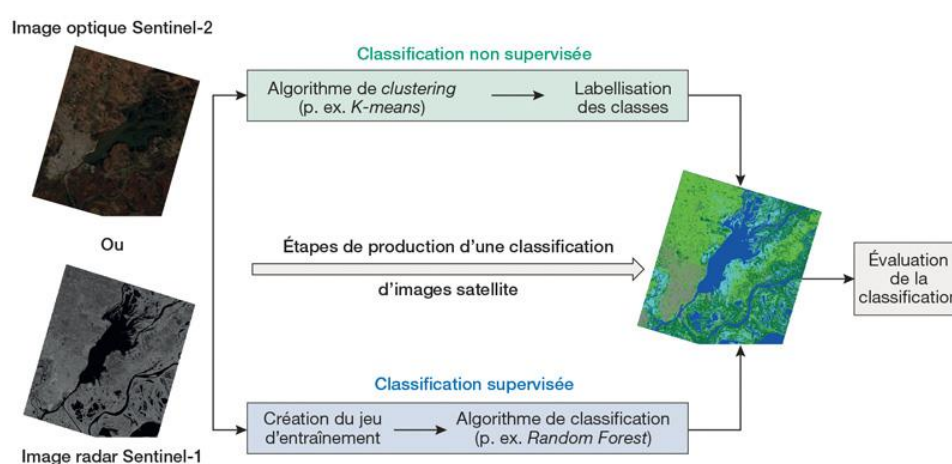 Image optique Sentinel-2
Classification non supervisée
Algorithme de clustering
(p. ex. K-means)
Labellisation
des classes
Ou
Étapes de production d'une classification
d'images satellite
Évaluation
de la
classification
Classification supervisée
Création du jeu
d'entraînement
Algorithme de classification
(p. ex. Random Forest)
Image radar Sentinel-1